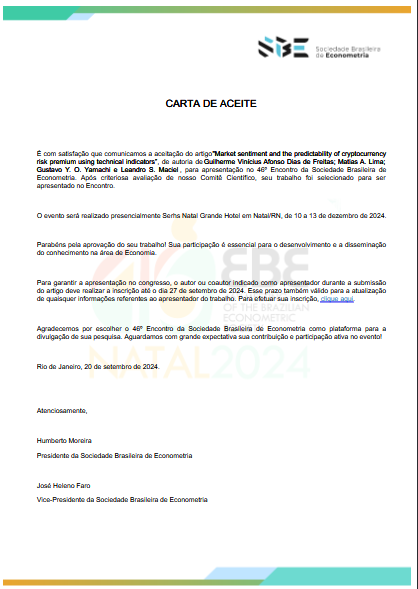 SBE Sociedade Brasileira
de Econometria
CARTA DE ACEITE
É com satisfação que comunicamos a aceitação do artigo"Market sentiment and the predictability of cryptocurrency
risk premium using technical indicators", de autoria de Guilherme Vinícius Afonso Dias de Freitas; Matias A. Lima;
Gustavo Y. O. Yamachi e Leandro S. Maciel, para apresentação no 46º Encontro da Sociedade Brasileira de
Econometria. Após criteriosa avaliação de nosso Comitê Científico, seu trabalho foi selecionado para ser
apresentado no Encontro.
O evento será realizado presencialmente Serhs Natal Grande Hotel em Natal/RN, de 10 a 13 de dezembro de 2024.
Parabéns pela aprovação do seu trabalho! Sua participação é essencial para o desenvolvimento e a disseminação
do conhecimento na área de Economia.
46 EBE
Para garantir a apresentação no congresso, o autor ou coautor indicado como apresentador durante a submissão
do artigo deve realizar a inscrição até o dia 27 de setembro de 2024. Esse prazo também válido para a atualização
de quaisquer informações referentes ao apresentador do trabalho. Para efetuar sua inscrição, clique aqui.
OF THE BRAZILIAN
ECONOMETRIC
Agradecemos por escolher o 46º Encontro da Sociedade Brasileira de Econometria como plataforma para a
divulgação de sua pesquisa. Aguardamos com grande expectativa sua contribuição e participação ativa no evento!
NATAL2024
Rio de Janeiro, 20 de setembro de 2024.
Atenciosamente,
Humberto Moreira
Presidente da Sociedade Brasileira de Econometria
José Heleno Faro
Vice-Presidente da Sociedade Brasileira de Econometria